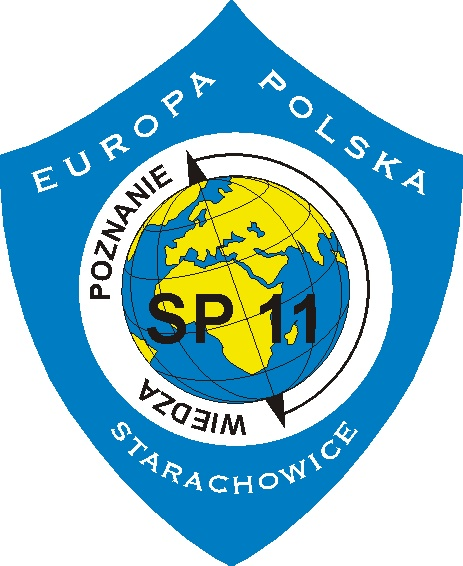 EUROPA POLSKA
POZNANIE
SP 11
WIEDZA
STARACHOWICE